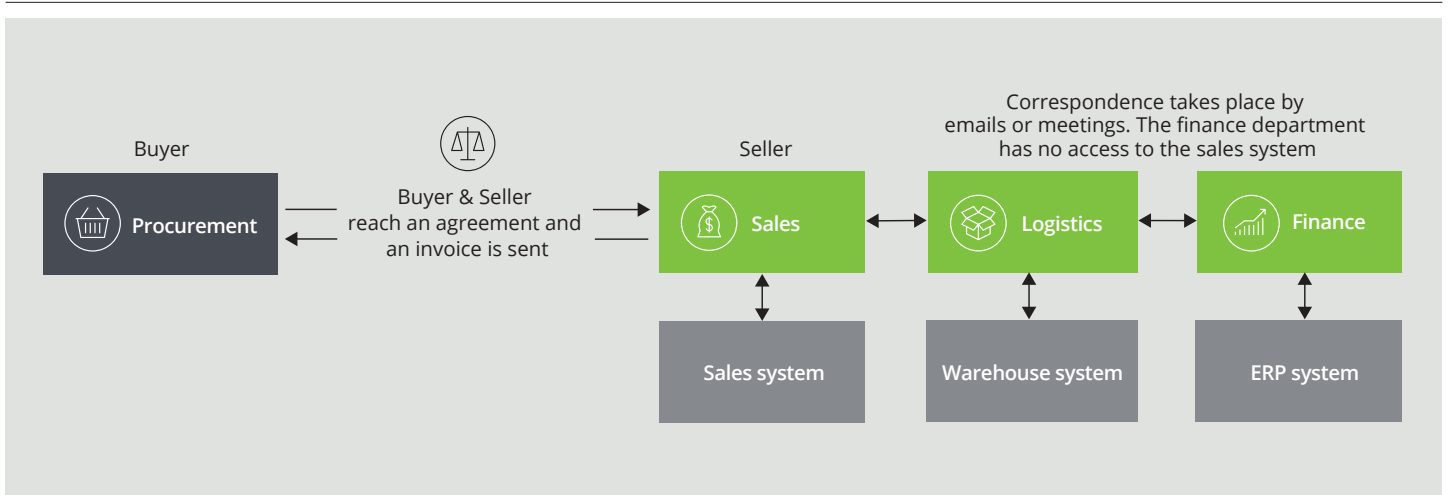 Correspondence takes place by
emails or meetings. The finance department
has no access to the sales system
Buyer
Seller
Buyer & Seller
reach an agreement and
an invoice is sent
Procurement
$
Sales
Logistics
Finance
Sales system
Warehouse system
ERP system